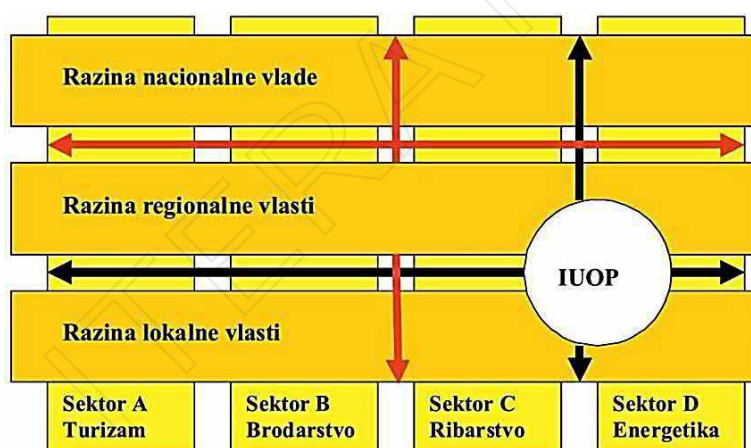 Razina nacionalne vlade
Razina regionalne vlasti
IUOP
Razina lokalne vlasti
Sektor A
Turizam
Sektor B
Brodarstvo
Sektor C
Ribarstvo
Sektor D
Energetika